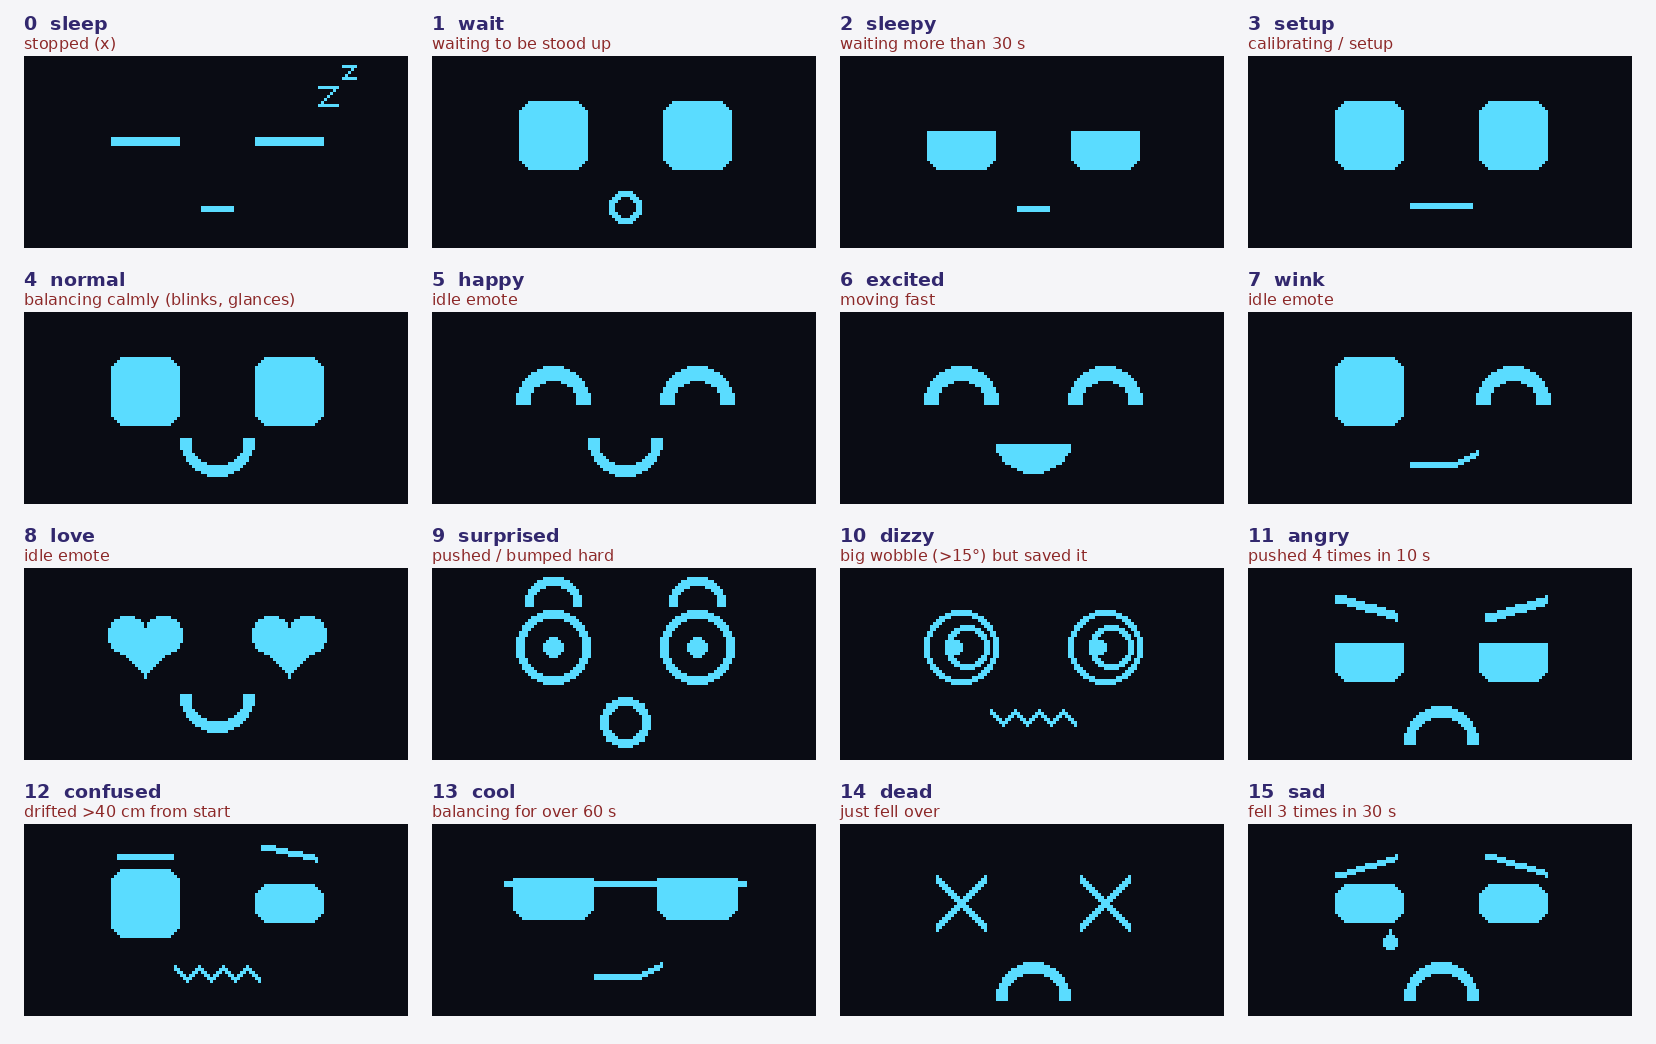 0  sleep
stopped (x)
1  wait
waiting to be stood up
2  sleepy
waiting more than 30 s
3  setup
calibrating / setup
z
Z
4  normal
balancing calmly (blinks, glances)
5  happy
idle emote
6  excited
moving fast
7  wink
idle emote
8  love
idle emote
9  surprised
pushed / bumped hard
10  dizzy
big wobble (>15°) but saved it
11  angry
pushed 4 times in 10 s
12  confused
drifted >40 cm from start
13  cool
balancing for over 60 s
14  dead
just fell over
15  sad
fell 3 times in 30 s